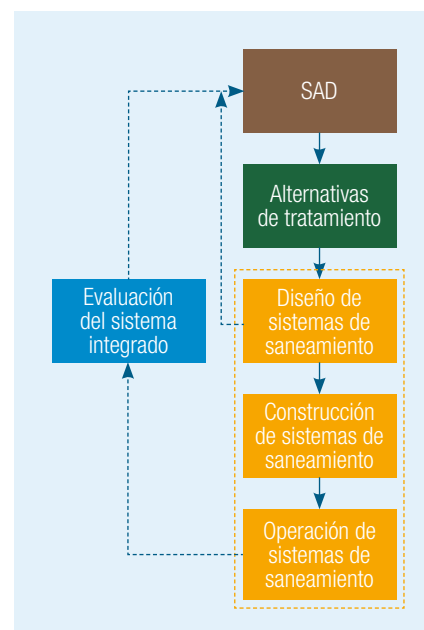 SAD
Alternativas
de tratamiento
Evaluación
del sistema
integrado
Diseño de
sistemas de
saneamiento
Construcción
de sistemas de
saneamiento
Operación de
sistemas de
saneamiento